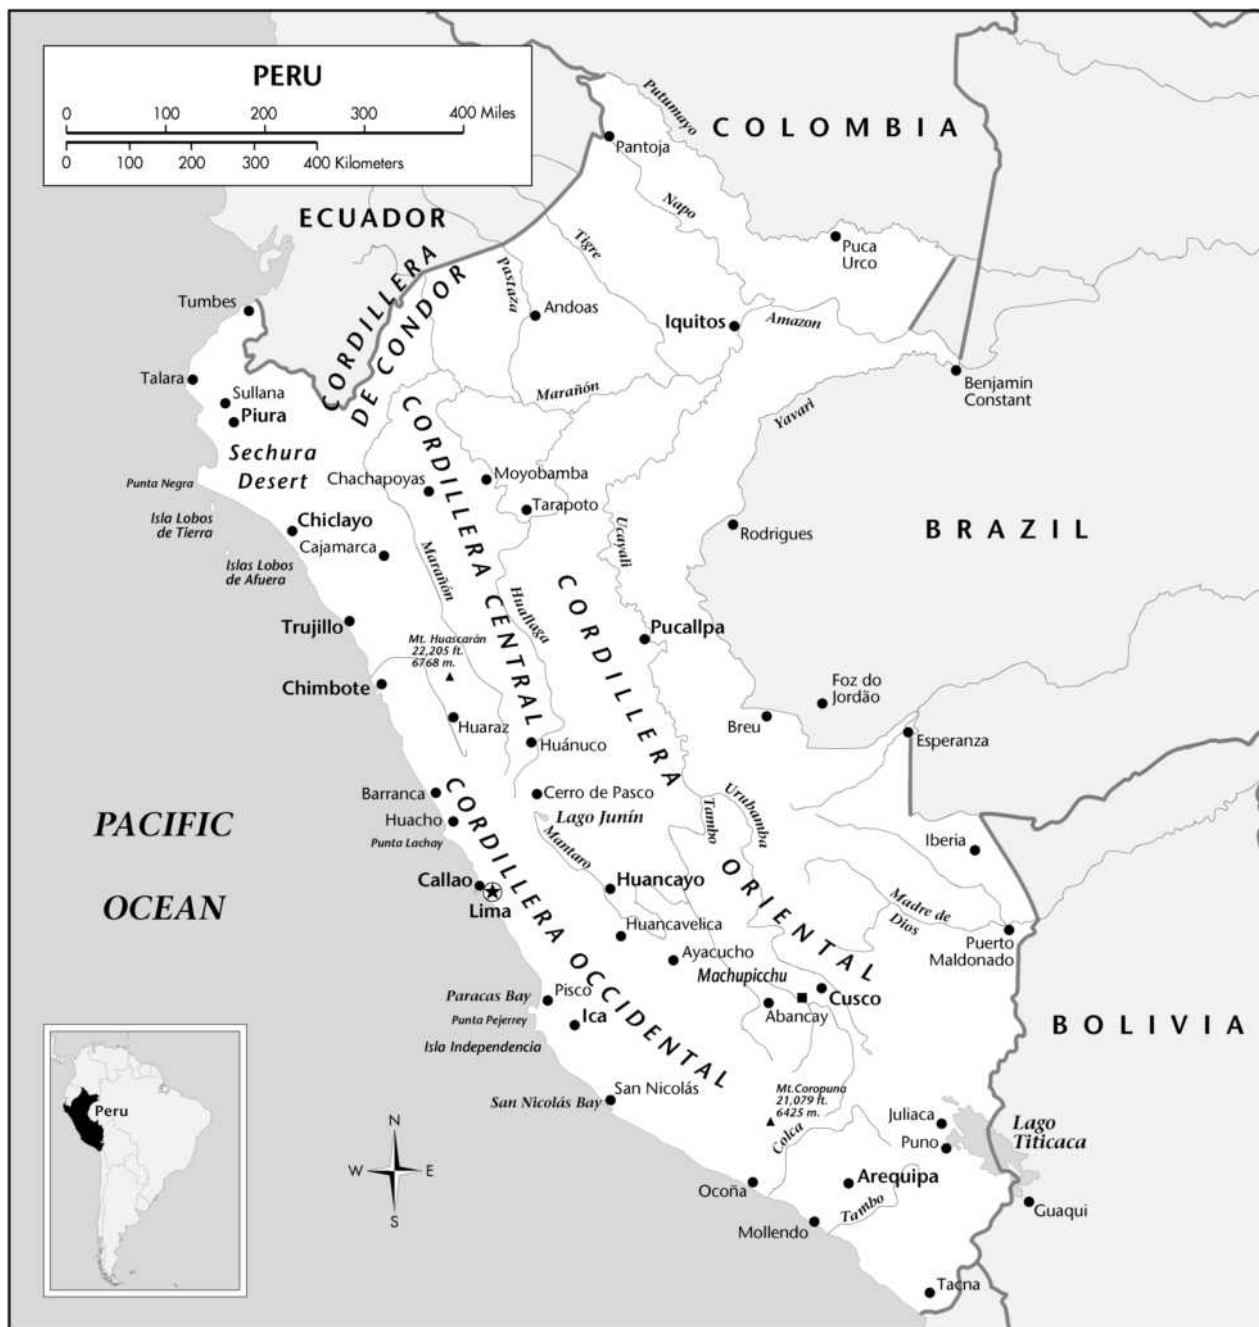 PERU
0 100 200 300 400 Miles
0 100 200 300 400 Kilometers
COLOMBIA
Putumayo
Pantoja
Napo
ECUADOR
Tigre
Puca
Urco
Pastaza
CORDILLERA
DE CONDOR
Tumbes
Andoas
Iquitos
Amazon
Talara
Sullana
Piura
Marañón
Benjamin
Constant
Yavari
Sechura
Desert
Punta Negra
Chachapoyas
Moyobamba
Tarapoto
CORDILLERA CENTRAL
Isla Lobos
de Tierra
Chiclayo
Cajamarca
Ucayali
Rodrigues
BRAZIL
Islas Lobos
de Afuera
Marañón
Huallaga
CORDILLERA
ORIENTAL
Trujillo
Mt. Huascarán
22,205 ft.
6768 m.
Pucallpa
Chimbote
Huaraz
Foz do
Jordão
Breu
Huánuco
Esperanza
Barranca
Cerro de Pasco
Huacho
Lago Junín
Punta Lachay
CORDILLERA OCCIDENTAL
Tambo
Urubamba
Iberia
PACIFIC
OCEAN
Mantaro
Callao
Lima
Huancayo
Huancavelica
Madre de
Dios
Puerto
Maldonado
Ayacucho
Machupicchu
Cusco
Abancay
Paracas Bay
Pisco
Punta Pejerrey
Ica
Isla Independencia
BOLIVIA
San Nicolás Bay
San Nicolás
Mt.Coropuna
21,079 ft.
6425 m.
Colca
Juliaca
Puno
Lago
Titicaca
Peru
N
W E
S
Ocoña
Arequipa
Guaqui
Mollendo
Tambo
Tacna